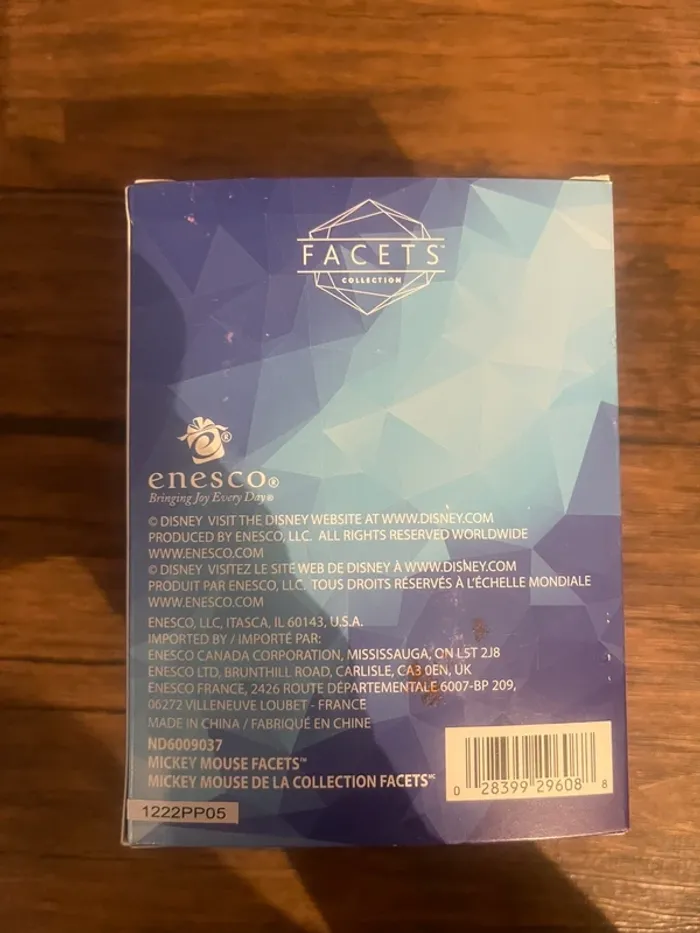 FACETS™
COLLECTION
enesco®
Bringing Joy Every Day®
© DISNEY VISIT THE DISNEY WEBSITE AT WWW.DISNEY.COM
PRODUCED BY ENESCO, LLC. ALL RIGHTS RESERVED WORLDWIDE
WWW.ENESCO.COM
© DISNEY VISITEZ LE SITE WEB DE DISNEY À WWW.DISNEY.COM
PRODUIT PAR ENESCO, LLC. TOUS DROITS RÉSERVÉS À L'ÉCHELLE MONDIALE
WWW.ENESCO.COM
ENESCO, LLC, ITASCA, IL 60143, U.S.A.
IMPORTED BY / IMPORTÉ PAR:
ENESCO CANADA CORPORATION, MISSISSAUGA, ON L5T 2J8
ENESCO LTD, BRUNTHILL ROAD, CARLISLE, CA3 0EN, UK
ENESCO FRANCE, 2426 ROUTE DÉPARTEMENTALE 6007-BP 209,
06272 VILLENEUVE LOUBET - FRANCE
MADE IN CHINA / FABRIQUÉ EN CHINE
ND6009037
MICKEY MOUSE FACETS™
MICKEY MOUSE DE LA COLLECTION FACETSᴹᶜ
0 28399 29608 8
1222PP05